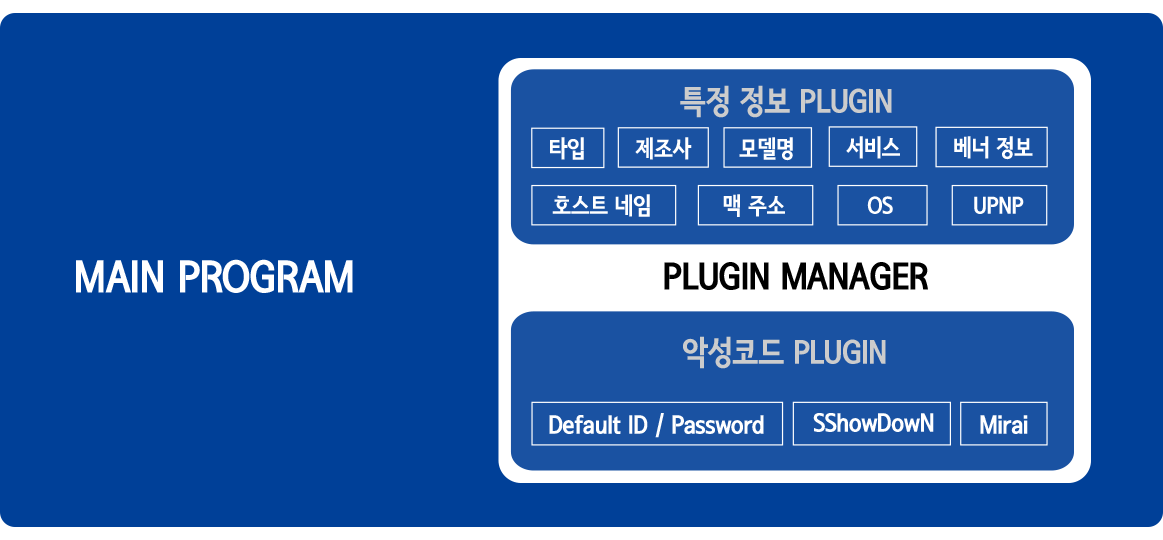 MAIN PROGRAM
특정 정보 PLUGIN
타입 제조사 모델명 서비스 베너 정보
호스트 네임 맥 주소 OS UPNP
PLUGIN MANAGER
악성코드 PLUGIN
Default ID / Password SShowDowN Mirai